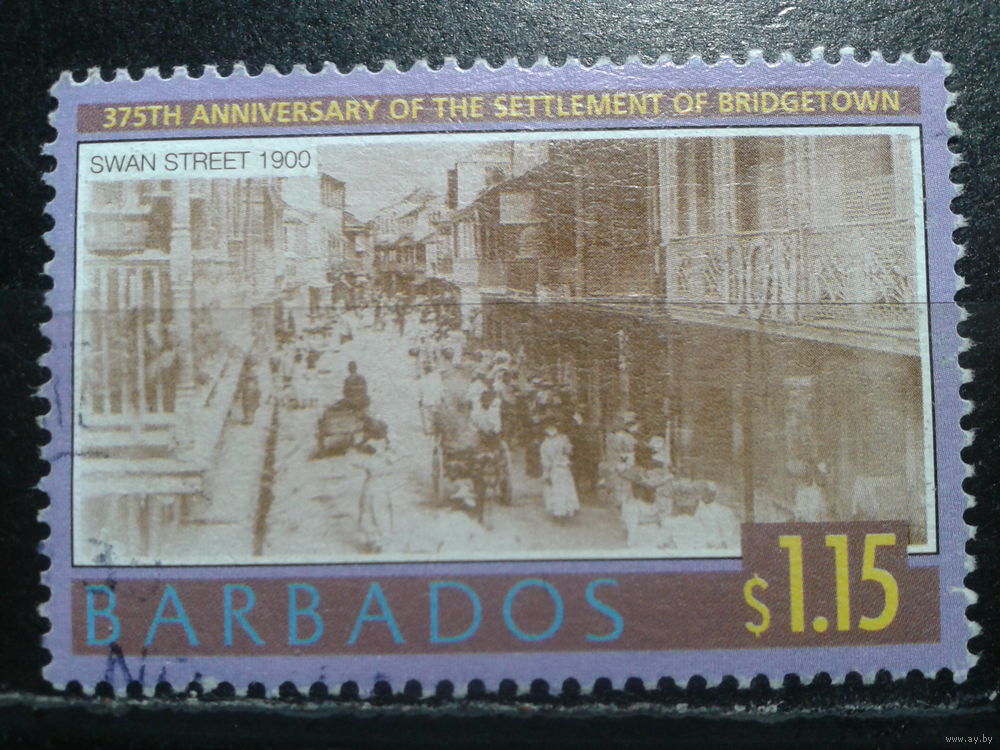 375TH ANNIVERSARY OF THE SETTLEMENT OF BRIDGETOWN
SWAN STREET 1900
$1.15
BARBADOS
www.ay.by